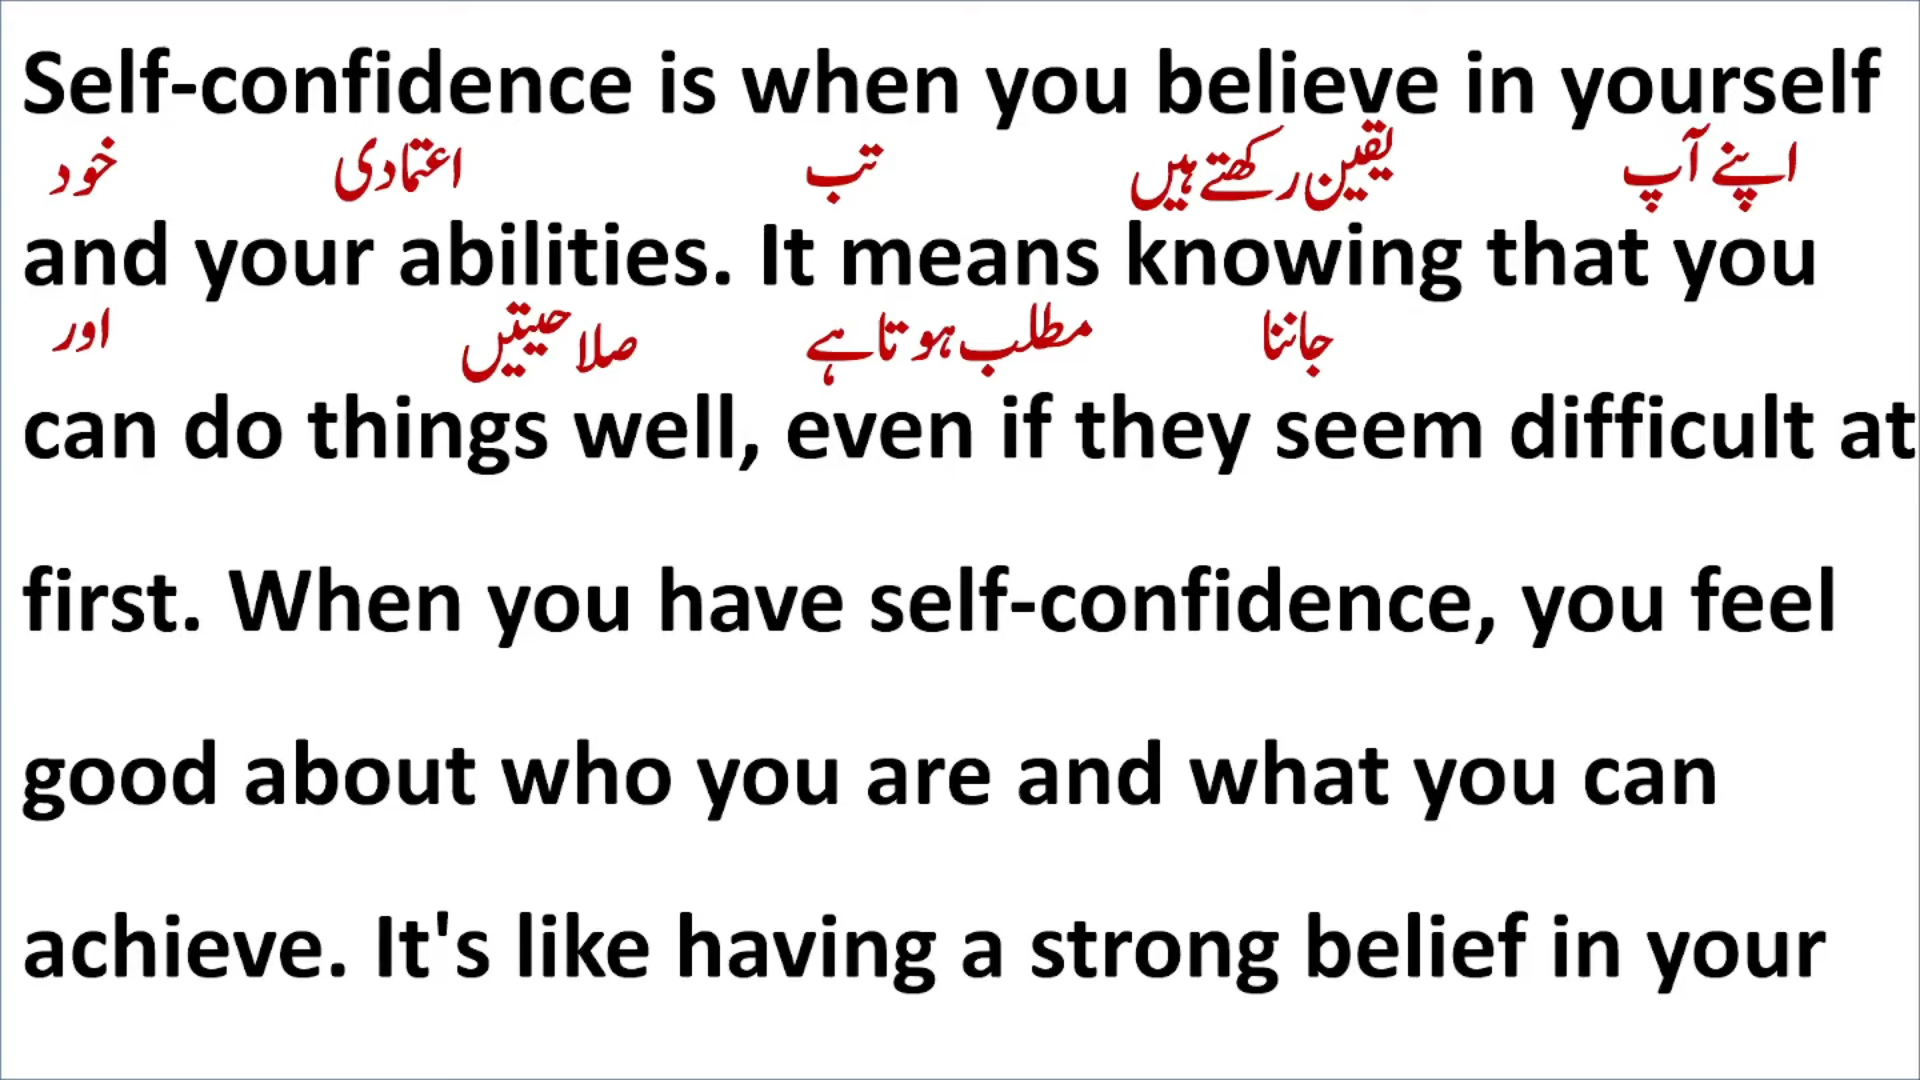 Self-confidence is when you believe in yourself
خود اعتمادی تب یقین رکھتے ہیں اپنے آپ
and your abilities. It means knowing that you
اور صلاحیتیں مطلب ہوتا ہے جاننا
can do things well, even if they seem difficult at
first. When you have self-confidence, you feel
good about who you are and what you can
achieve. It's like having a strong belief in your